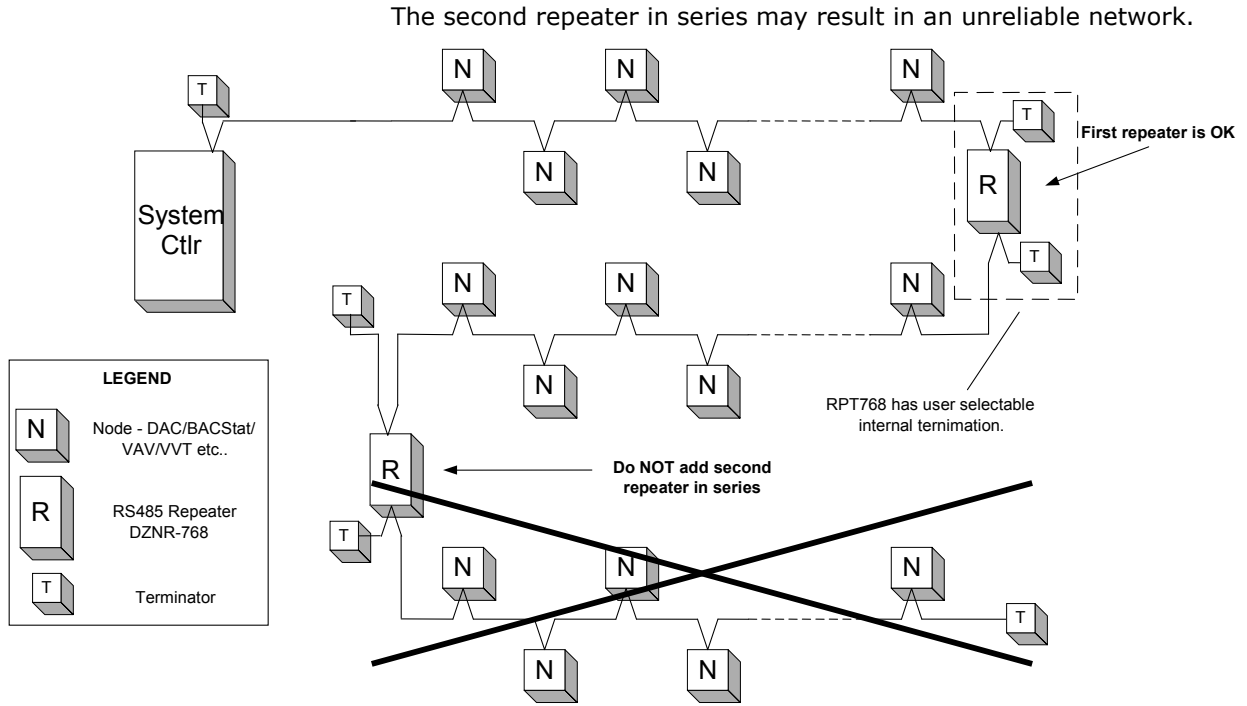 The second repeater in series may result in an unreliable network.
N
N
N
T
T
First repeater is OK
N
N
R
System
Ctlr
T
N
N
N
T
N
N
RPT768 has user selectable
internal ternimation.
LEGEND
N
Node - DAC/BACStat/
VAV/VVT etc..
R
RS485 Repeater
DZNR-768
T
Terminator
R
Do NOT add second
repeater in series
T
N
N
N
T
N
N